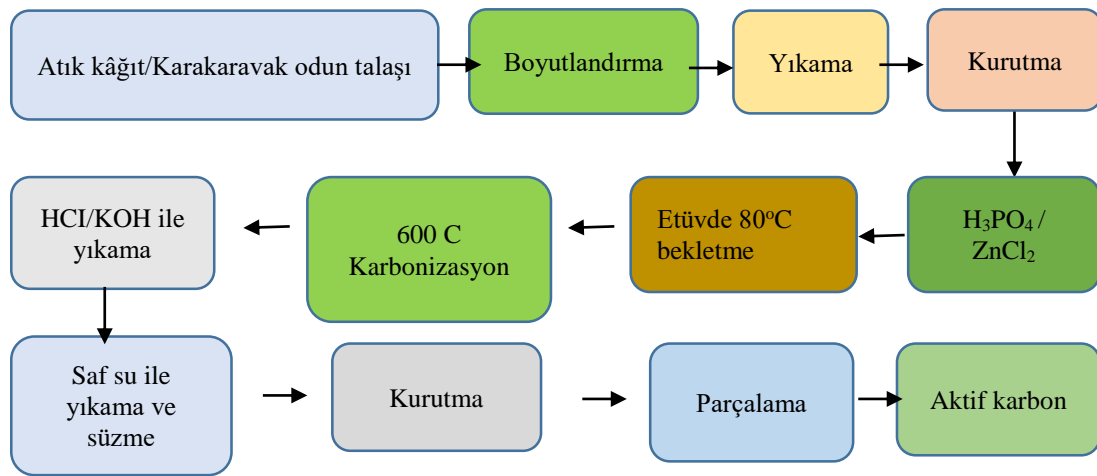 Atık kâğıt/Karakaravak odun talaşı
Boyutlandırma
Yıkama
Kurutma
H₃PO₄ /
ZnCl₂
Etüvde 80°C
bekletme
600 C
Karbonizasyon
HCI/KOH ile
yıkama
Saf su ile
yıkama ve
süzme
Kurutma
Parçalama
Aktif karbon